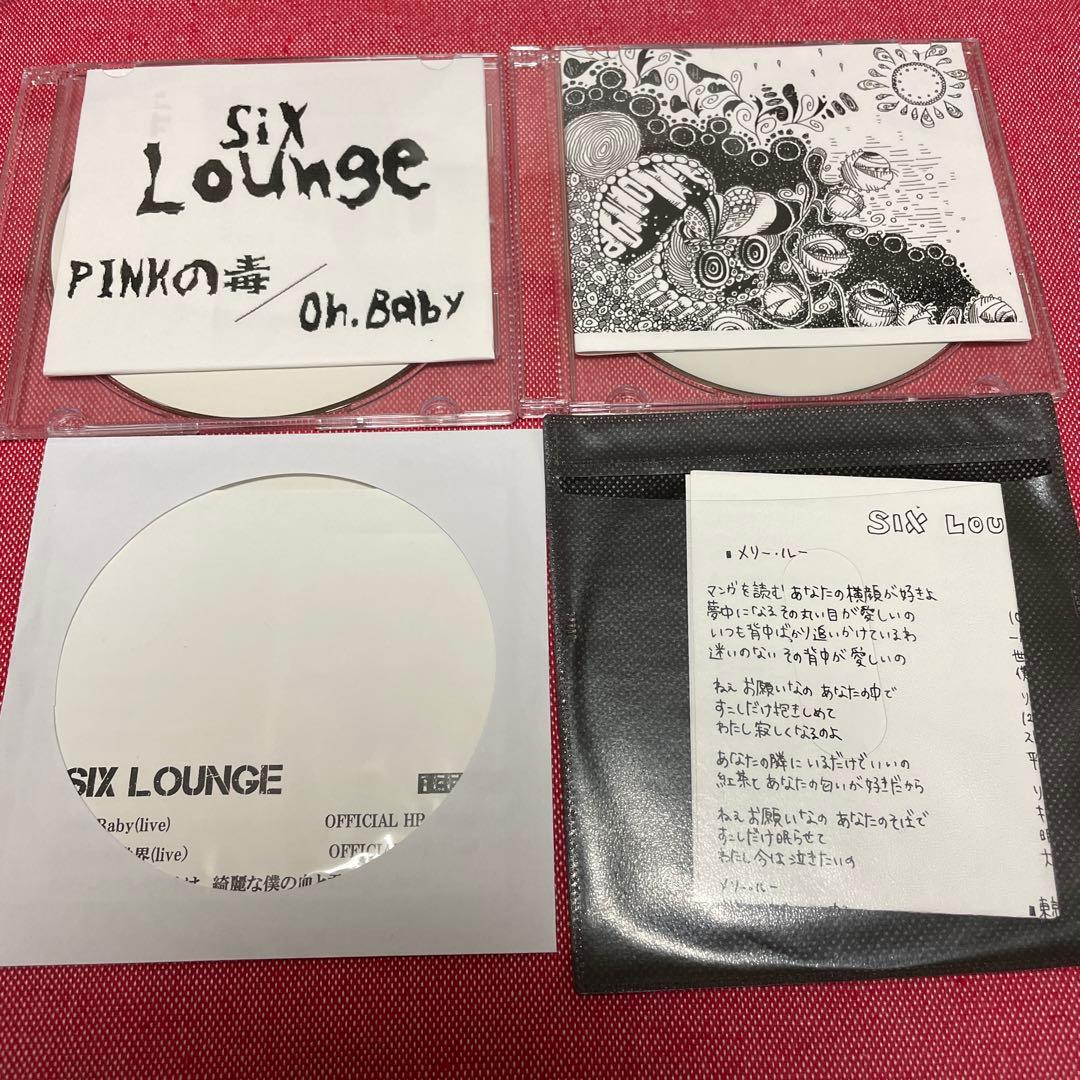 SiX
LoUnge
PINKの毒
/
Oh.Baby
SIX LOUNGE
Baby(live)
OFFICIAL HP
界(live)
OFFIC
綺麗な僕の血と
SIX LOU
■メリー・ルー
マンガを読む あなたの横顔が好きよ
夢中になる その丸い目が愛しいの
いつも背中ばかり追いかけているわ
迷いのない その背中が愛しいの
ねぇ お願いなの あなたの中で
すこしだけ抱きしめて
わたし寂しくなるのよ
あなたの隣にいるだけでいいの
紅茶とあなたの匂いが好きだから
ねぇ お願いなの あなたのそばで
すこしだけ眠らせて
わたし今は泣きたいの
メリー・ルー
■東京